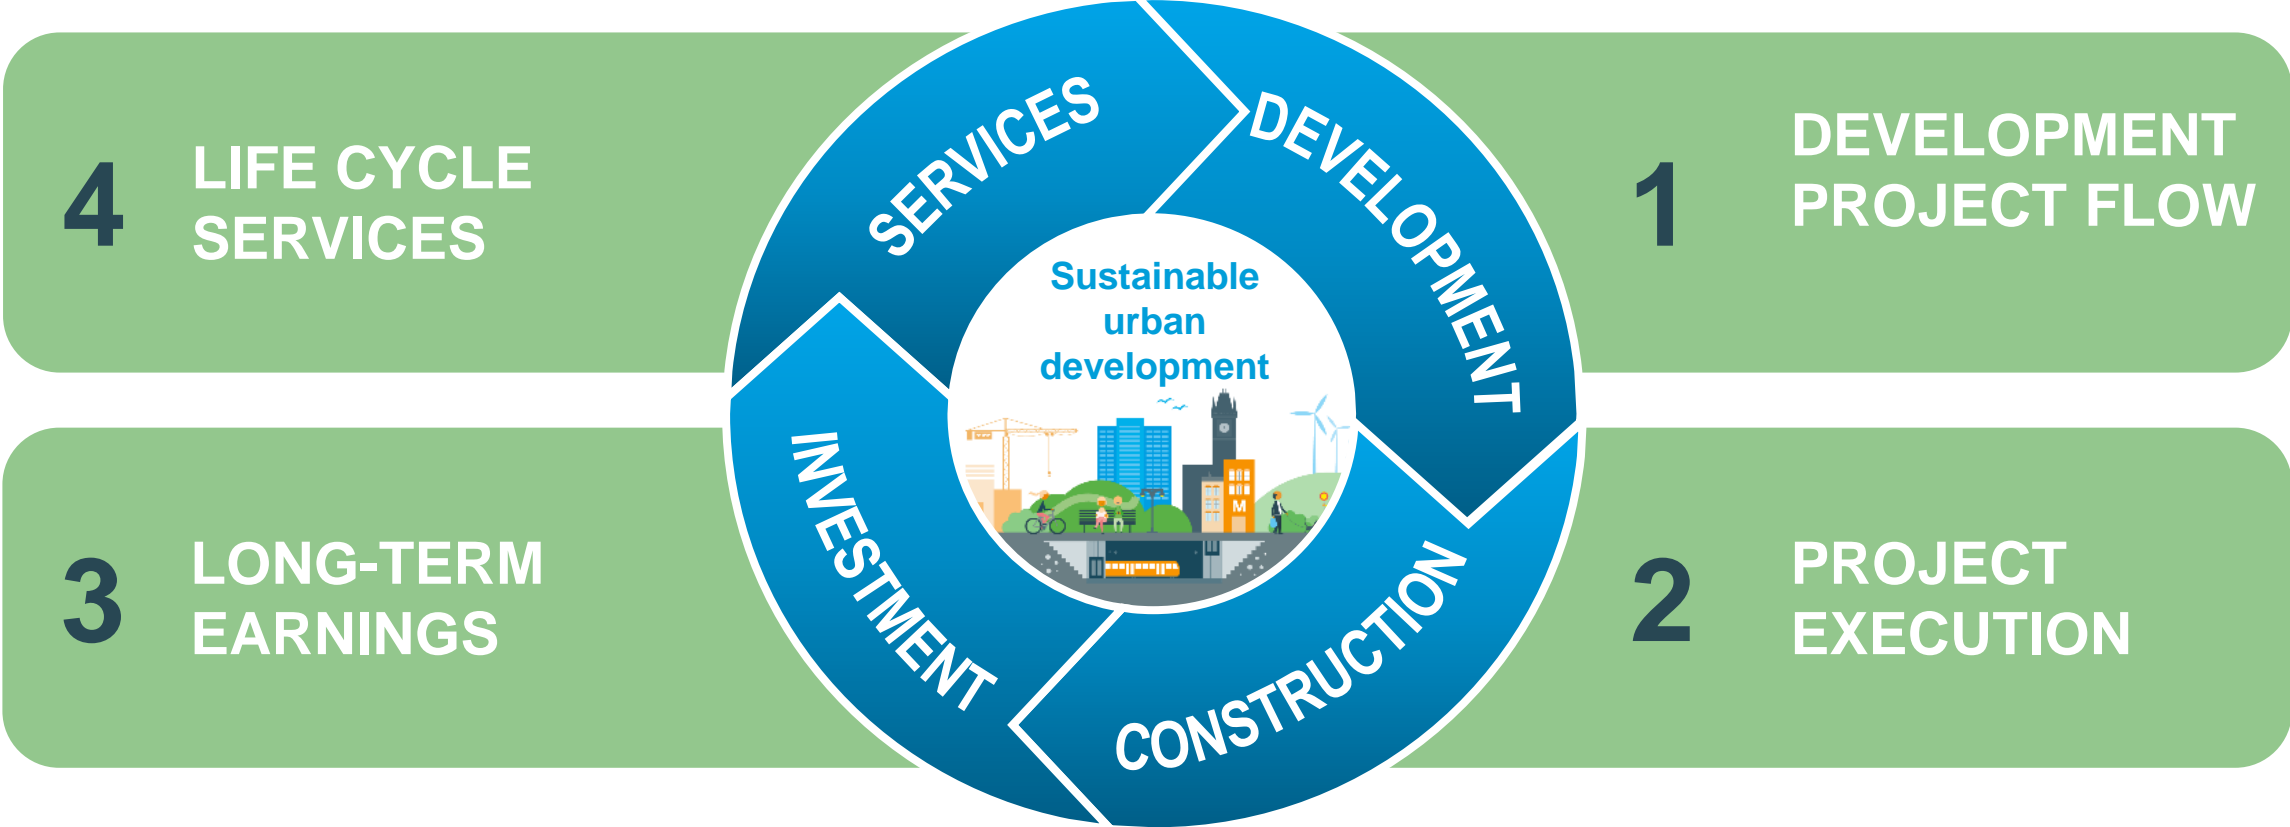 4
LIFE CYCLE
SERVICES
SERVICES
DEVELOPMENT
1
DEVELOPMENT
PROJECT FLOW
Sustainable
urban
development
M
3
LONG-TERM
EARNINGS
INVESTMENT
CONSTRUCTION
2
PROJECT
EXECUTION